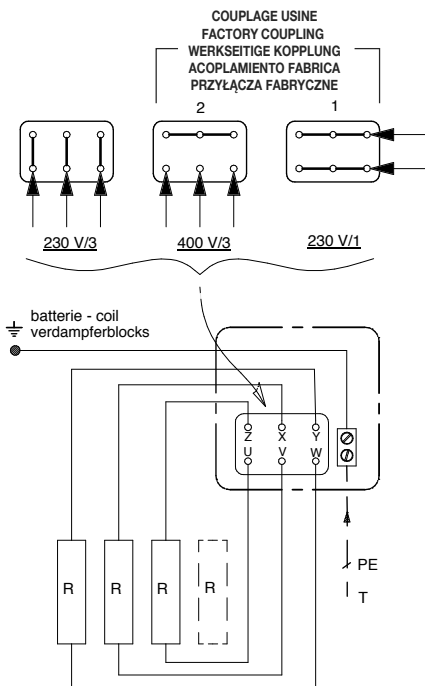 COUPLAGE USINE
FACTORY COUPLING
WERKSEITIGE KOPPLUNG
ACOPLAMIENTO FABRICA
PRZYŁĄCZA FABRYCZNE
2 1
230 V/3 400 V/3 230 V/1
batterie - coil
verdampferblocks
Z X Y
U V W
PE
T
R R R R